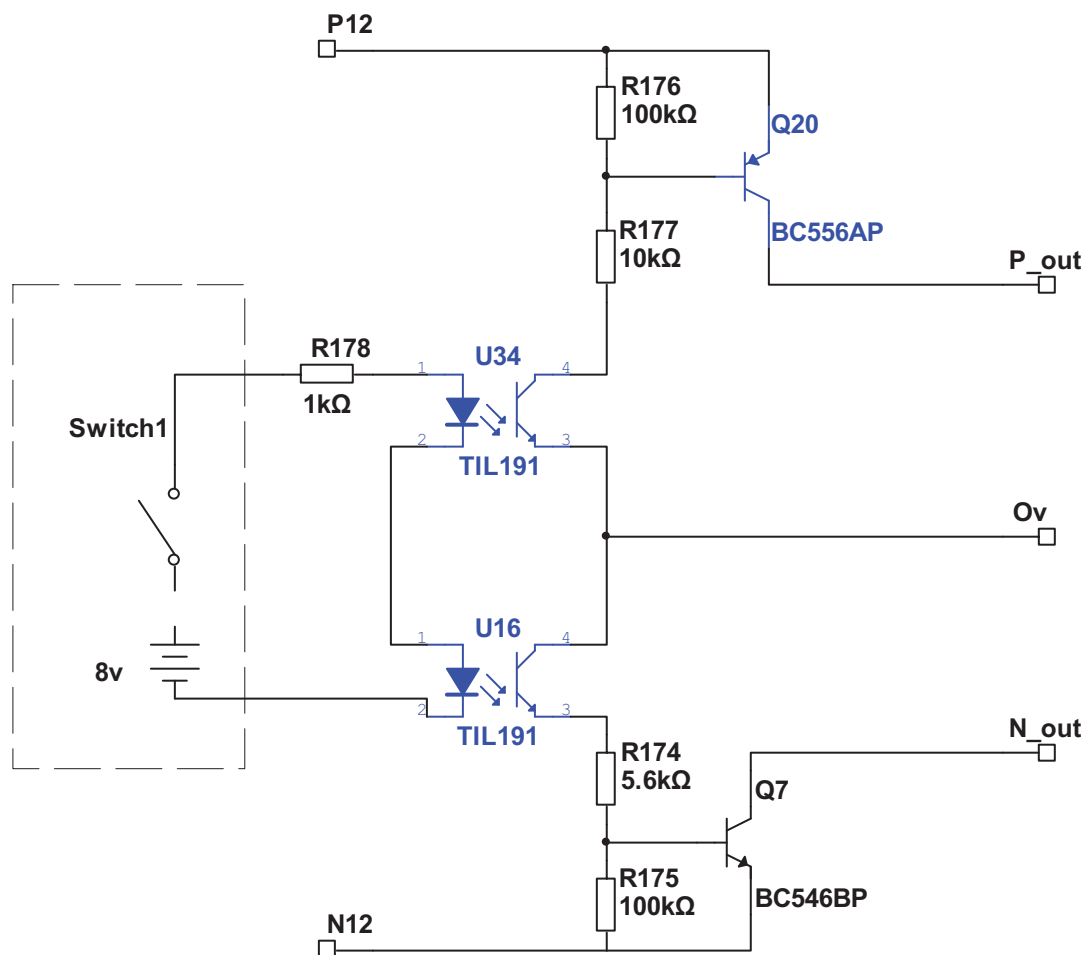 P12
R176
100kΩ
Q20
BC556AP
R177
10kΩ
P_out
R178
1kΩ
1
2
U34
4
3
TIL191
Switch1
8v
Ov
1
2
U16
4
3
TIL191
N_out
R174
5.6kΩ
Q7
R175
100kΩ
BC546BP
N12